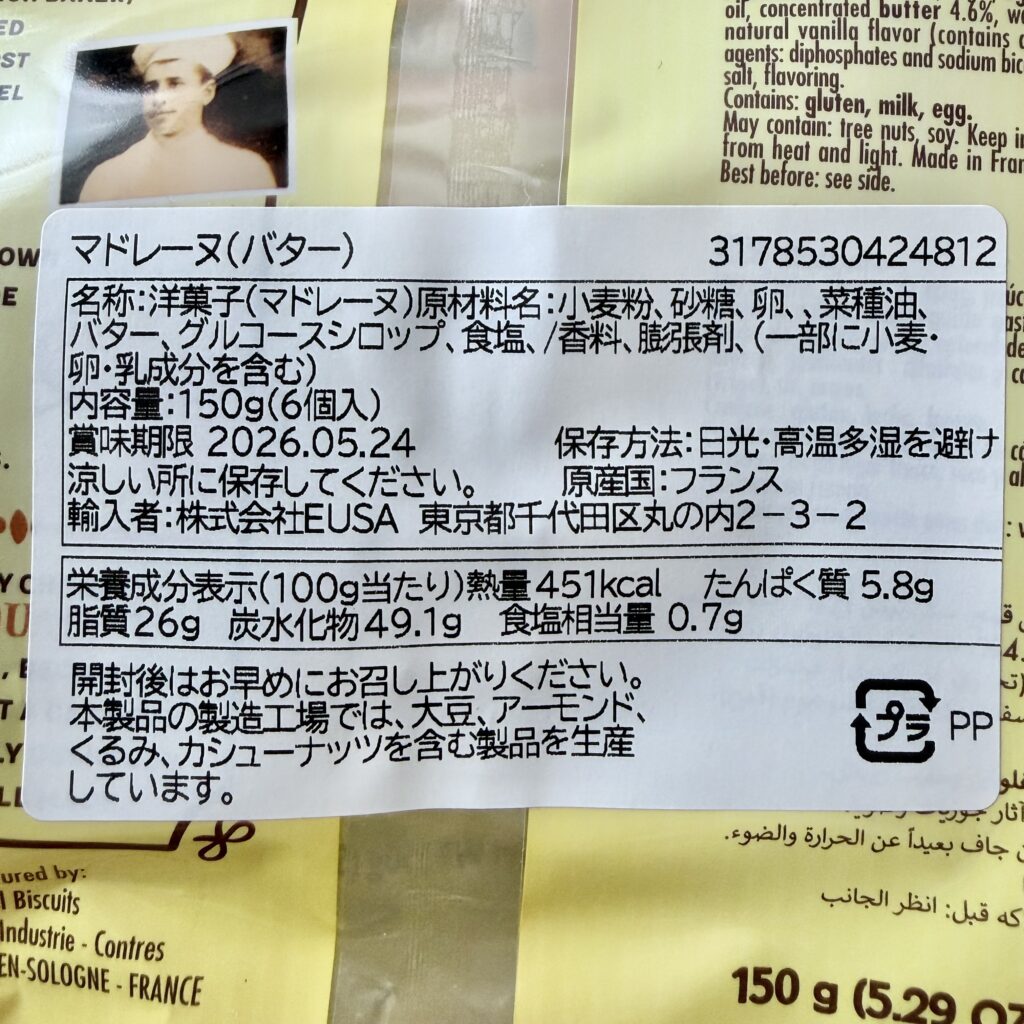 ED
ST
EL
oil, concentrated butter 4.6%,
natural vanilla flavor (contains
agents: diphosphates and sodium
salt, flavoring.
Contains: gluten, milk, egg.
May contain: tree nuts, soy. Keep
from heat and light. Made in
Best before: see side.
マドレーヌ(バター) 3178530424812
名称:洋菓子(マドレーヌ)原材料名:小麦粉、砂糖、卵、、菜種油、
バター、グルコースシロップ、食塩、/香料、膨張剤、(一部に小麦・
卵・乳成分を含む)
内容量:150g(6個入)
賞味期限 2026.05.24 保存方法:日光・高温多湿を避け
涼しい所に保存してください。 原産国:フランス
輸入者:株式会社EUSA 東京都千代田区丸の内2-3-2
栄養成分表示(100g当たり)熱量451kcal たんぱく質 5.8g
脂質26g 炭水化物49.1g 食塩相当量 0.7g
開封後はお早めにお召し上がりください。
本製品の製造工場では、大豆、アーモンド、
くるみ、カシューナッツを含む製品を生産
しています。
プラ PP
جاف بعيداً عن الحرارة والضوء.
قبل: انظر الجانب
ured by:
Biscuits
Industrie - Contres
EN-SOLOGNE - FRANCE
150 g (5.29